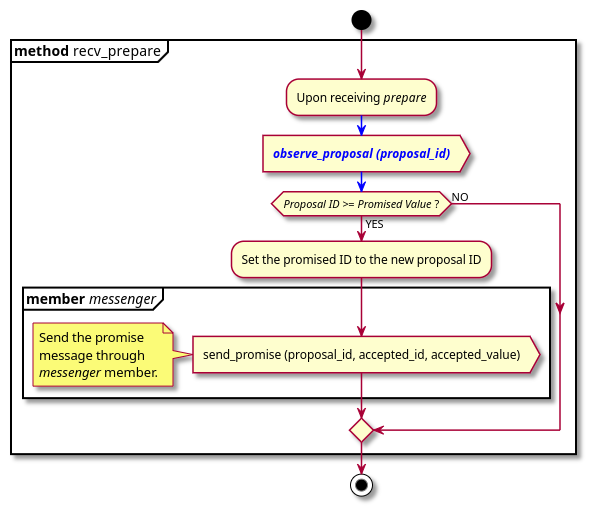 method recv_prepare
Upon receiving prepare
observe_proposal (proposal_id)
Proposal ID >= Promised Value ?
NO
YES
Set the promised ID to the new proposal ID
member messenger
Send the promise
message through
messenger member.
send_promise (proposal_id, accepted_id, accepted_value)